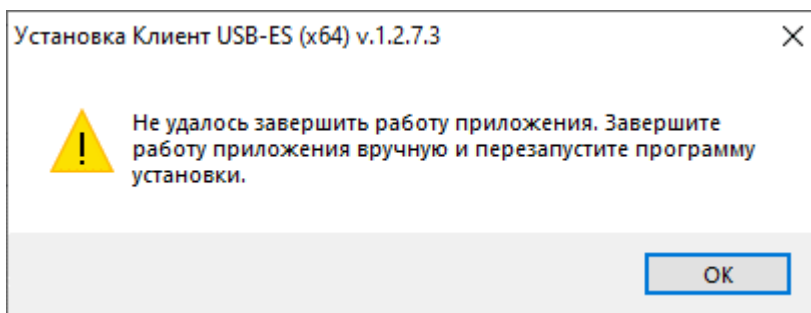 Установка Клиент USB-ES (x64) v.1.2.7.3
Не удалось завершить работу приложения. Завершите
работу приложения вручную и перезапустите программу
установки.
ОК